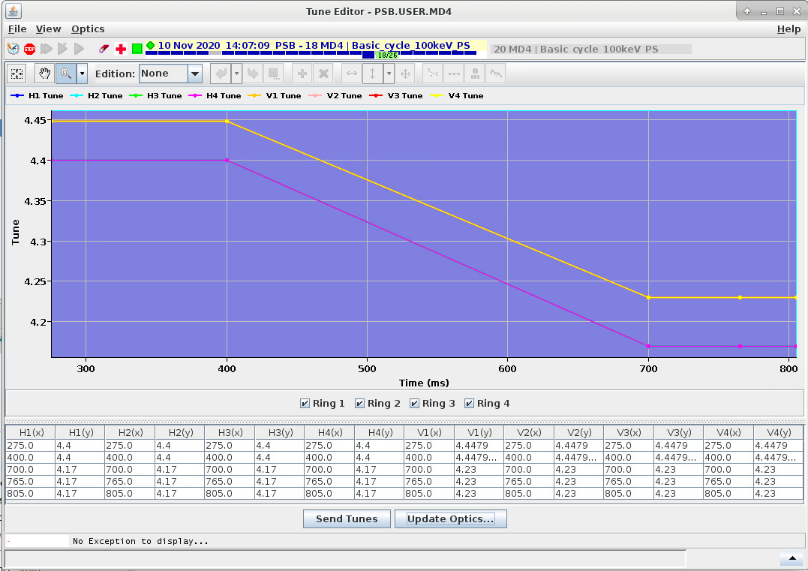 Tune Editor - PSB.USER.MD4
File View Optics Help
10 Nov 2020 14:07:09 PSB - 18 MD4 | Basic_cycle_100keV_PS
18/26
20 MD4 | Basic cycle 100keV PS
Edition: None
H1 Tune H2 Tune H3 Tune H4 Tune V1 Tune V2 Tune V3 Tune V4 Tune
4.45
4.4
4.35
4.3
4.25
4.2
Tune
300 400 500 600 700 800
Time (ms)
Ring 1 Ring 2 Ring 3 Ring 4
H1(x) H1(y) H2(x) H2(y) H3(x) H3(y) H4(x) H4(y) V1(x) V1(y) V2(x) V2(y) V3(x) V3(y) V4(x) V4(y)
275.0 4.4 275.0 4.4 275.0 4.4 275.0 4.4 275.0 4.4479 275.0 4.4479 275.0 4.4479 275.0 4.4479
400.0 4.4 400.0 4.4 400.0 4.4 400.0 4.4 400.0 4.4479... 400.0 4.4479... 400.0 4.4479... 400.0 4.4479...
700.0 4.17 700.0 4.17 700.0 4.17 700.0 4.17 700.0 4.23 700.0 4.23 700.0 4.23 700.0 4.23
765.0 4.17 765.0 4.17 765.0 4.17 765.0 4.17 765.0 4.23 765.0 4.23 765.0 4.23 765.0 4.23
805.0 4.17 805.0 4.17 805.0 4.17 805.0 4.17 805.0 4.23 805.0 4.23 805.0 4.23 805.0 4.23
Send Tunes Update Optics...
- No Exception to display...